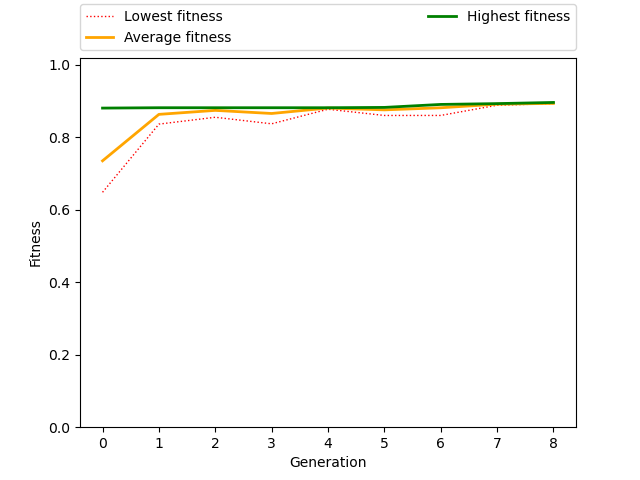 Lowest fitness
Average fitness
Highest fitness
1.0
0.8
0.6
0.4
0.2
0.0
Fitness
0 1 2 3 4 5 6 7 8
Generation